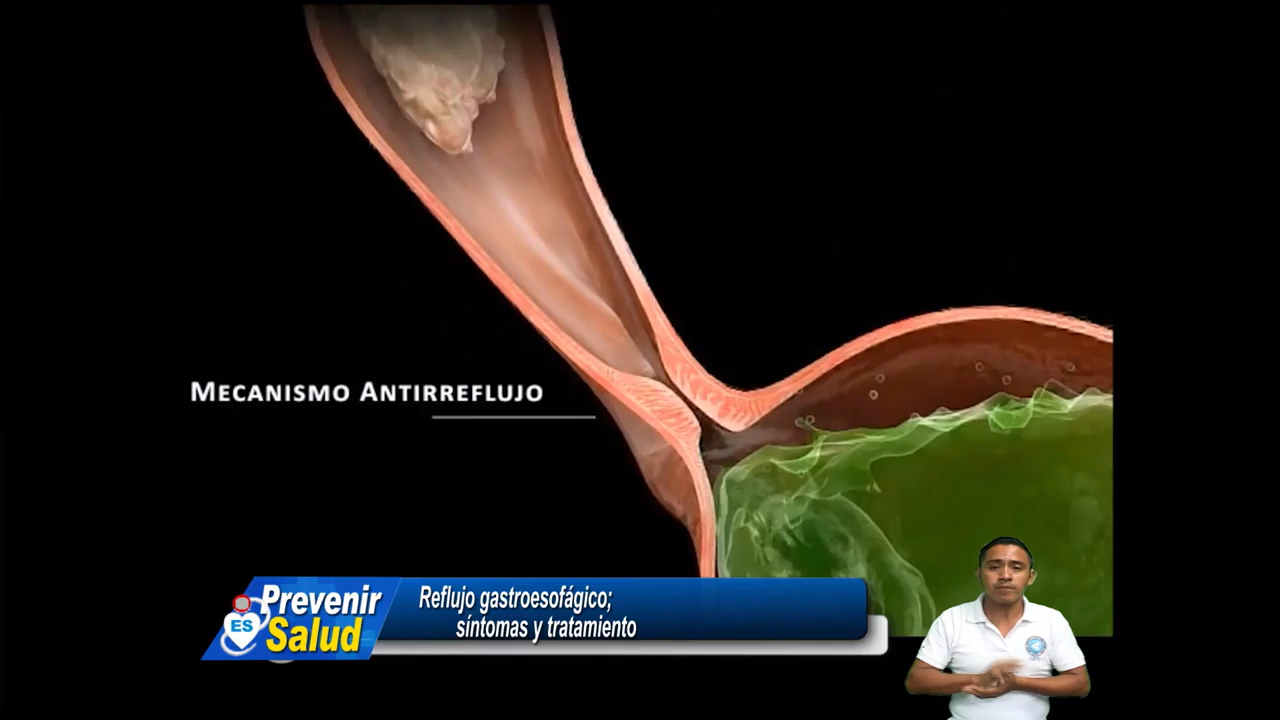 MECANISMO ANTIRREFLUJO
Prevenir
ES
Salud
Reflujo gastroesofágico;
síntomas y tratamiento